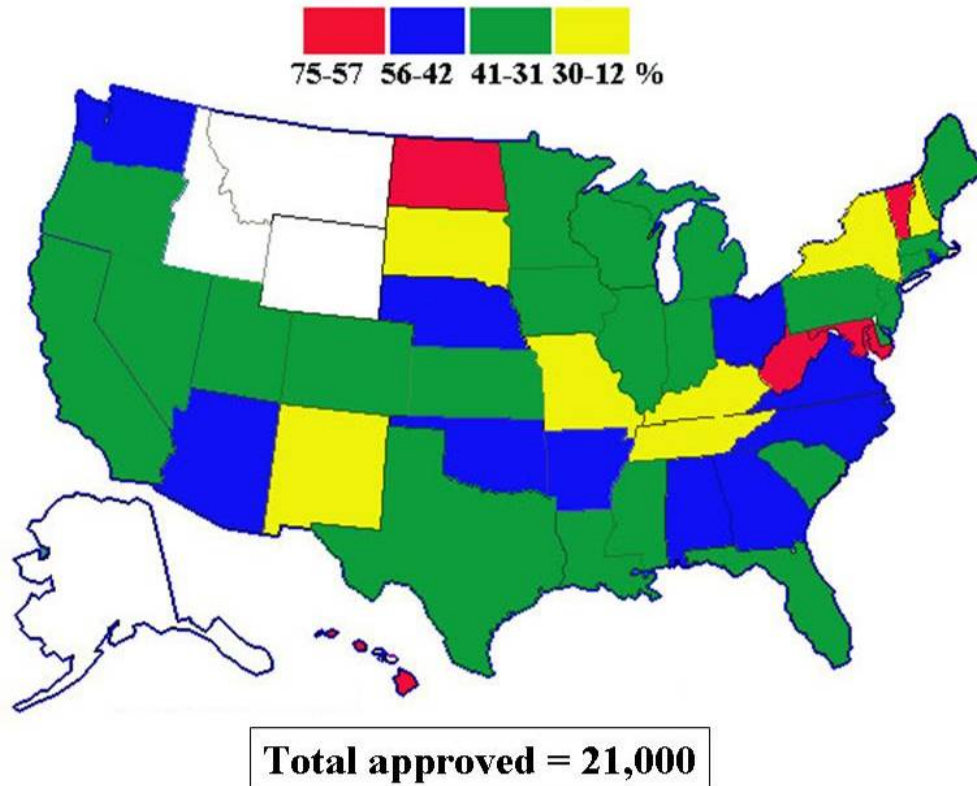 75-57 56-42 41-31 30-12 %
Total approved = 21,000